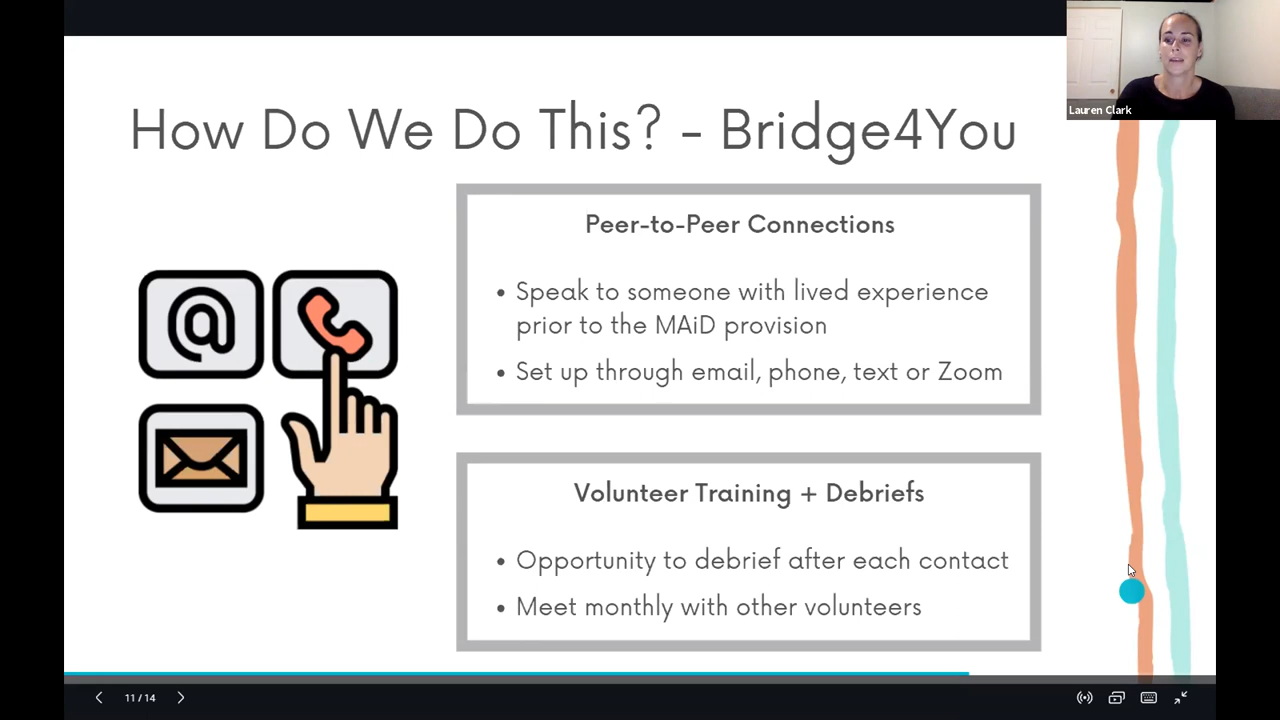 Lauren Clark
How Do We Do This? - Bridge4You
Peer-to-Peer Connections
• Speak to someone with lived experience
prior to the MAiD provision
• Set up through email, phone, text or Zoom
@
Volunteer Training + Debriefs
• Opportunity to debrief after each contact
• Meet monthly with other volunteers
11 / 14